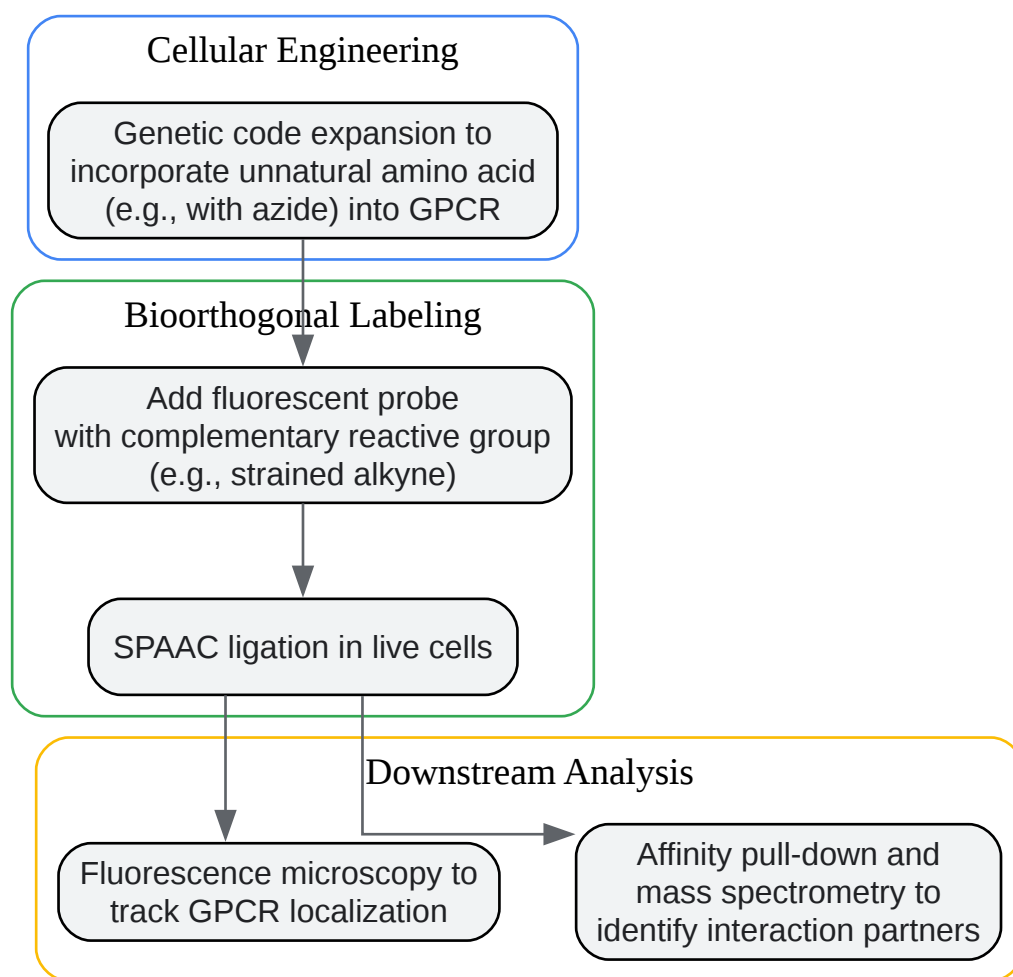 Cellular Engineering
Genetic code expansion to
incorporate unnatural amino acid
(e.g., with azide) into GPCR
Bioorthogonal Labeling
Add fluorescent probe
with complementary reactive group
(e.g., strained alkyne)
SPAAC ligation in live cells
Downstream Analysis
Fluorescence microscopy to
track GPCR localization
Affinity pull-down and
mass spectrometry to
identify interaction partners